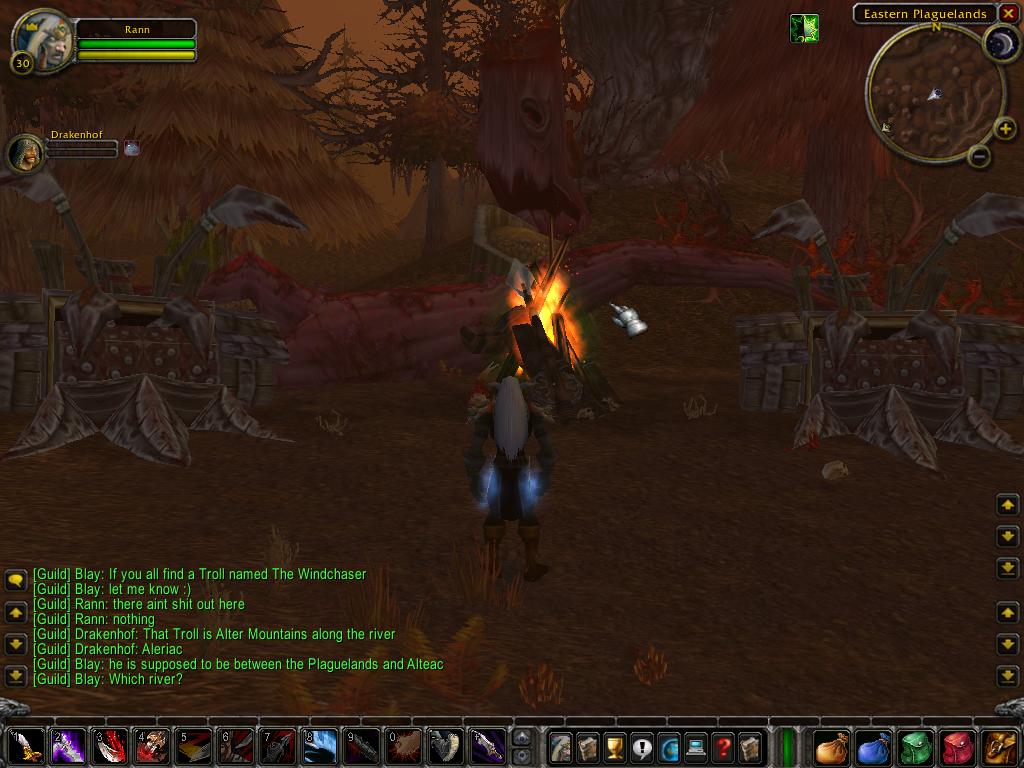 Rann
30
Eastern Plaguelands
N
Drakenhof
[Guild] Blay: If you all find a Troll named The Windchaser
[Guild] Blay: let me know :)
[Guild] Rann: there aint shit out here
[Guild] Rann: nothing
[Guild] Drakenhof: That Troll is Alter Mountains along the river
[Guild] Drakenhof: Aleriac
[Guild] Blay: he is supposed to be between the Plaguelands and Alteac
[Guild] Blay: Which river?
1 2 3 4 5 6 7 8 9 0 - =